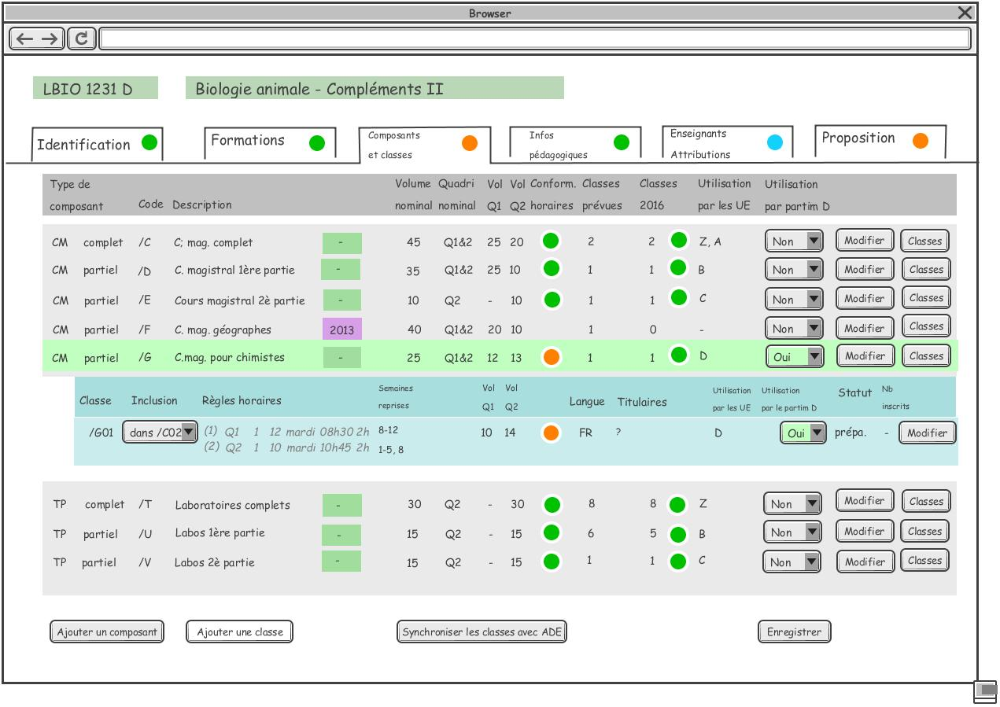 Browser
LBIO 1231 D Biologie animale - Compléments II
Identification Formations Composants et classes Infos pédagogiques Enseignants Attributions Proposition
Type de composant Code Description Volume nominal Quadri nominal Vol Q1 Vol Q2 Conform. horaires Classes prévues Classes 2016 Utilisation par les UE Utilisation par partim D
CM complet /C C; mag. complet - 45 Q1&2 25 20 2 2 Z, A Non Modifier Classes
CM partiel /D C. magistral 1ère partie - 35 Q1&2 25 10 1 1 B Non Modifier Classes
CM partiel /E Cours magistral 2è partie - 10 Q2 - 10 1 1 C Non Modifier Classes
CM partiel /F C. mag. géographes 2013 40 Q1&2 20 10 1 0 - Non Modifier Classes
CM partiel /G C.mag. pour chimistes - 25 Q1&2 12 13 1 1 D Oui Modifier Classes
Classe Inclusion Règles horaires Semaines reprises Vol Q1 Vol Q2 Langue Titulaires Utilisation par les UE Utilisation par le partim D Statut Nb inscrits
/G01 dans /C02 (1) Q1 1 12 mardi 08h30 2h 8-12 10 14 FR ? D Oui prépa. - Modifier
(2) Q2 1 10 mardi 10h45 2h 1-5, 8
TP complet /T Laboratoires complets - 30 Q2 - 30 8 8 Z Non Modifier Classes
TP partiel /U Labos 1ère partie - 15 Q2 - 15 6 5 B Non Modifier Classes
TP partiel /V Labos 2è partie - 15 Q2 - 15 1 1 C Non Modifier Classes
Ajouter un composant Ajouter une classe Synchroniser les classes avec ADE Enregistrer